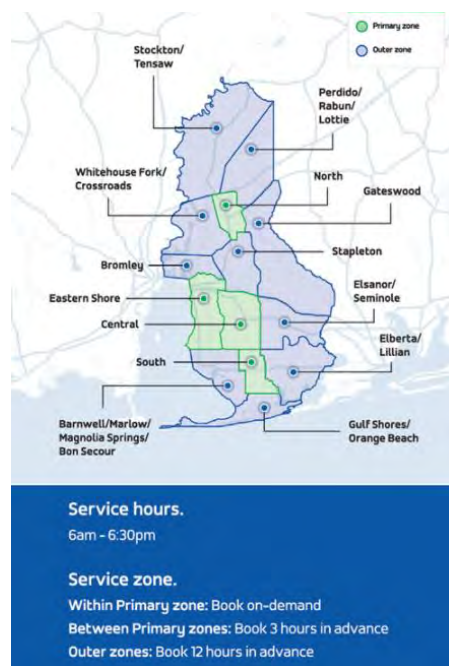 Primary zone
Outer zone
Stockton/
Tensaw
Perdido/
Rabun/
Lottie
Whitehouse Fork/
Crossroads
North
Gateswood
Bromley
Stapleton
Eastern Shore
Elsanor/
Seminole
Central
Elberta/
Lillian
South
Barnwell/Marlow/
Magnolia Springs/
Bon Secour
Gulf Shores/
Orange Beach
Service hours.
6am - 6:30pm
Service zone.
Within Primary zone: Book on-demand
Between Primary zones: Book 3 hours in advance
Outer zones: Book 12 hours in advance